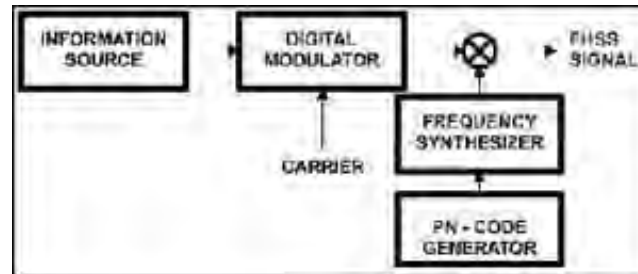 INFORMATION
SOURCE
DIGITAL
MODULATOR
FHSS
SIGNAL
CARRIER
FREQUENCY
SYNTHESIZER
PN - CODE
GENERATOR